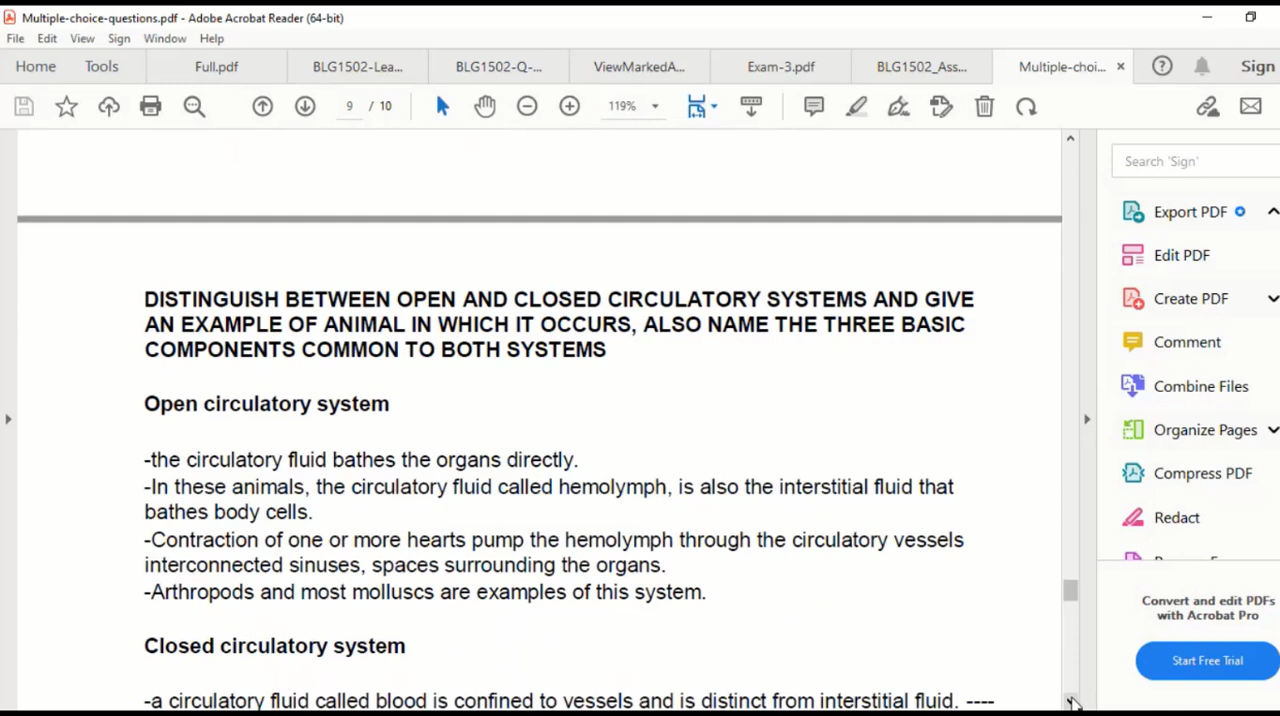 Multiple-choice-questions.pdf - Adobe Acrobat Reader (64-bit)
File Edit View Sign Window Help
Home Tools Full.pdf BLG1502-Lea... BLG1502-Q-... ViewMarkedA... Exam-3.pdf BLG1502_Ass... Multiple-choi... × ? Sign
9 / 10 119%
Search 'Sign'
Export PDF
Edit PDF
Create PDF
Comment
Combine Files
Organize Pages
Compress PDF
Redact
Convert and edit PDFs
with Acrobat Pro
Start Free Trial
DISTINGUISH BETWEEN OPEN AND CLOSED CIRCULATORY SYSTEMS AND GIVE
AN EXAMPLE OF ANIMAL IN WHICH IT OCCURS, ALSO NAME THE THREE BASIC
COMPONENTS COMMON TO BOTH SYSTEMS
Open circulatory system
-the circulatory fluid bathes the organs directly.
-In these animals, the circulatory fluid called hemolymph, is also the interstitial fluid that
bathes body cells.
-Contraction of one or more hearts pump the hemolymph through the circulatory vessels
interconnected sinuses, spaces surrounding the organs.
-Arthropods and most molluscs are examples of this system.
Closed circulatory system
-a circulatory fluid called blood is confined to vessels and is distinct from interstitial fluid. ----